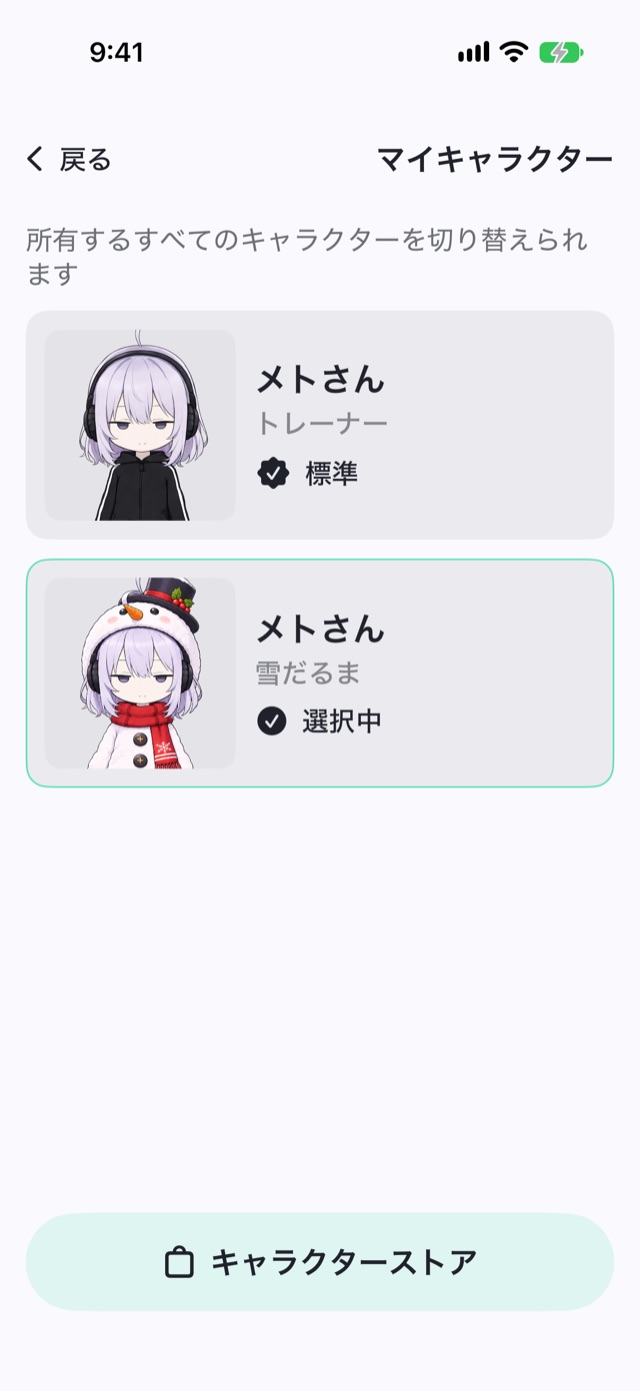 9:41
戻る
マイキャラクター
所有するすべてのキャラクターを切り替えられ
ます
メトさん
トレーナー
標準
メトさん
雪だるま
選択中
キャラクターストア